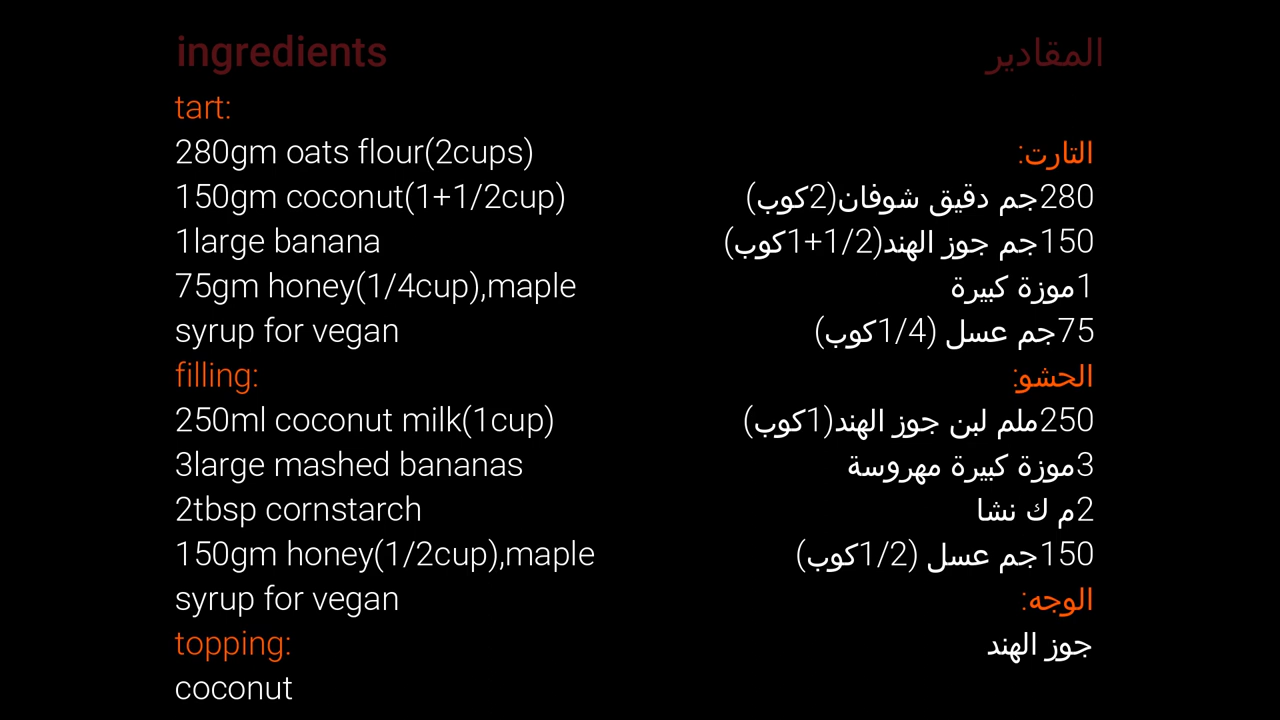 ingredients
tart:
280gm oats flour(2cups)
150gm coconut(1+1/2cup)
1large banana
75gm honey(1/4cup),maple
syrup for vegan
filling:
250ml coconut milk(1cup)
3large mashed bananas
2tbsp cornstarch
150gm honey(1/2cup),maple
syrup for vegan
topping:
coconut
المقادير
التارت:
280جم دقيق شوفان(2كوب)
150جم جوز الهند(1/2+1كوب)
1موزة كبيرة
75جم عسل (1/4كوب)
الحشو:
250ملم لبن جوز الهند(1كوب)
3موزة كبيرة مهروسة
2م ك نشا
150جم عسل (1/2كوب)
الوجه:
جوز الهند